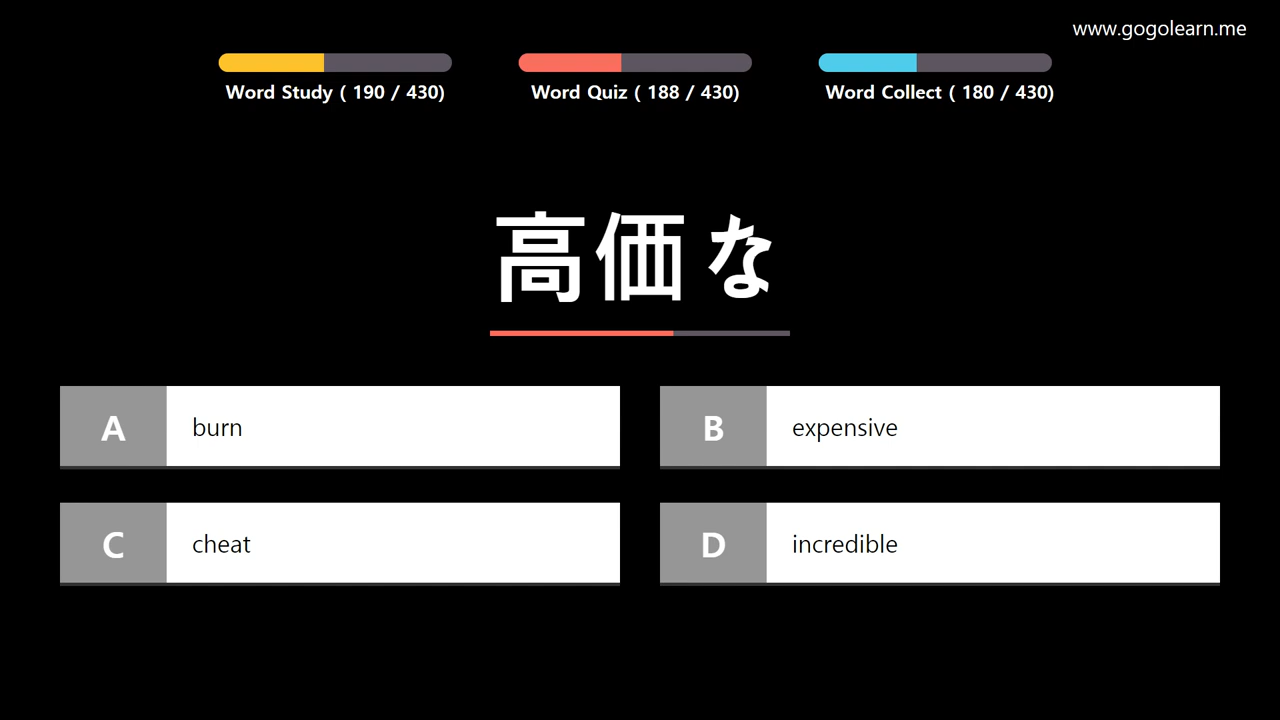 www.gogolearn.me
Word Study ( 190 / 430)
Word Quiz ( 188 / 430)
Word Collect ( 180 / 430)
高価な
A burn
B expensive
C cheat
D incredible